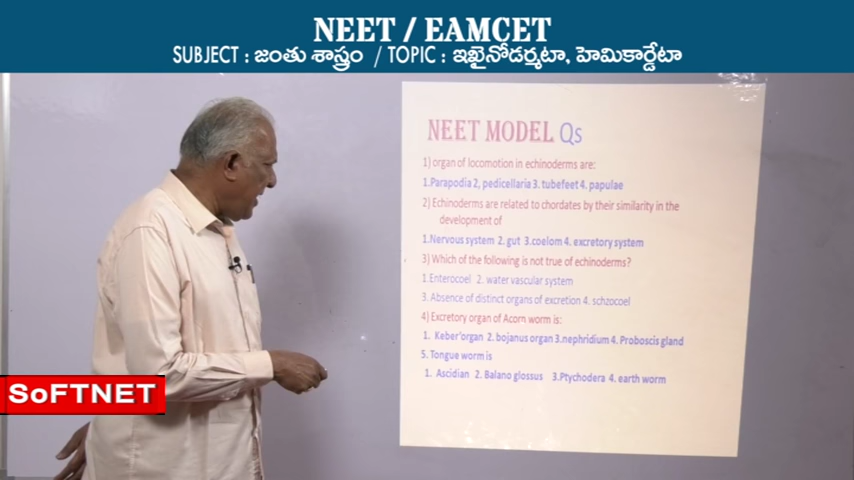 NEET / EAMCET
SUBJECT : జంతు శాస్త్రం / TOPIC : ఇఖైనోడర్మటా, హెమికార్డేటా
NEET MODEL Qs
1) organ of locomotion in echinoderms are:
1.Parapodia 2, pedicellaria 3. tubefeet 4. papulae
2) Echinoderms are related to chordates by their similarity in the
development of
1.Nervous system 2. gut 3.coelom 4. excretory system
3) Which of the following is not true of echinoderms?
1.Enterocoel 2. water vascular system
3. Absence of distinct organs of excretion 4. schzocoel
4) Excretory organ of Acorn worm is:
1. Keber'organ 2. bojanus organ 3.nephridium 4. Proboscis gland
5. Tongue worm is
1. Ascidian 2. Balano glossus 3.Ptychodera 4. earth worm
SoFTNET